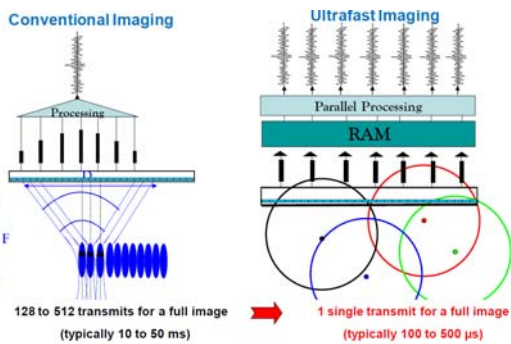 Conventional Imaging
Processing
D
F
128 to 512 transmits for a full image
(typically 10 to 50 ms)
Ultrafast Imaging
Parallel Processing
RAM
1 single transmit for a full image
(typically 100 to 500 µs)